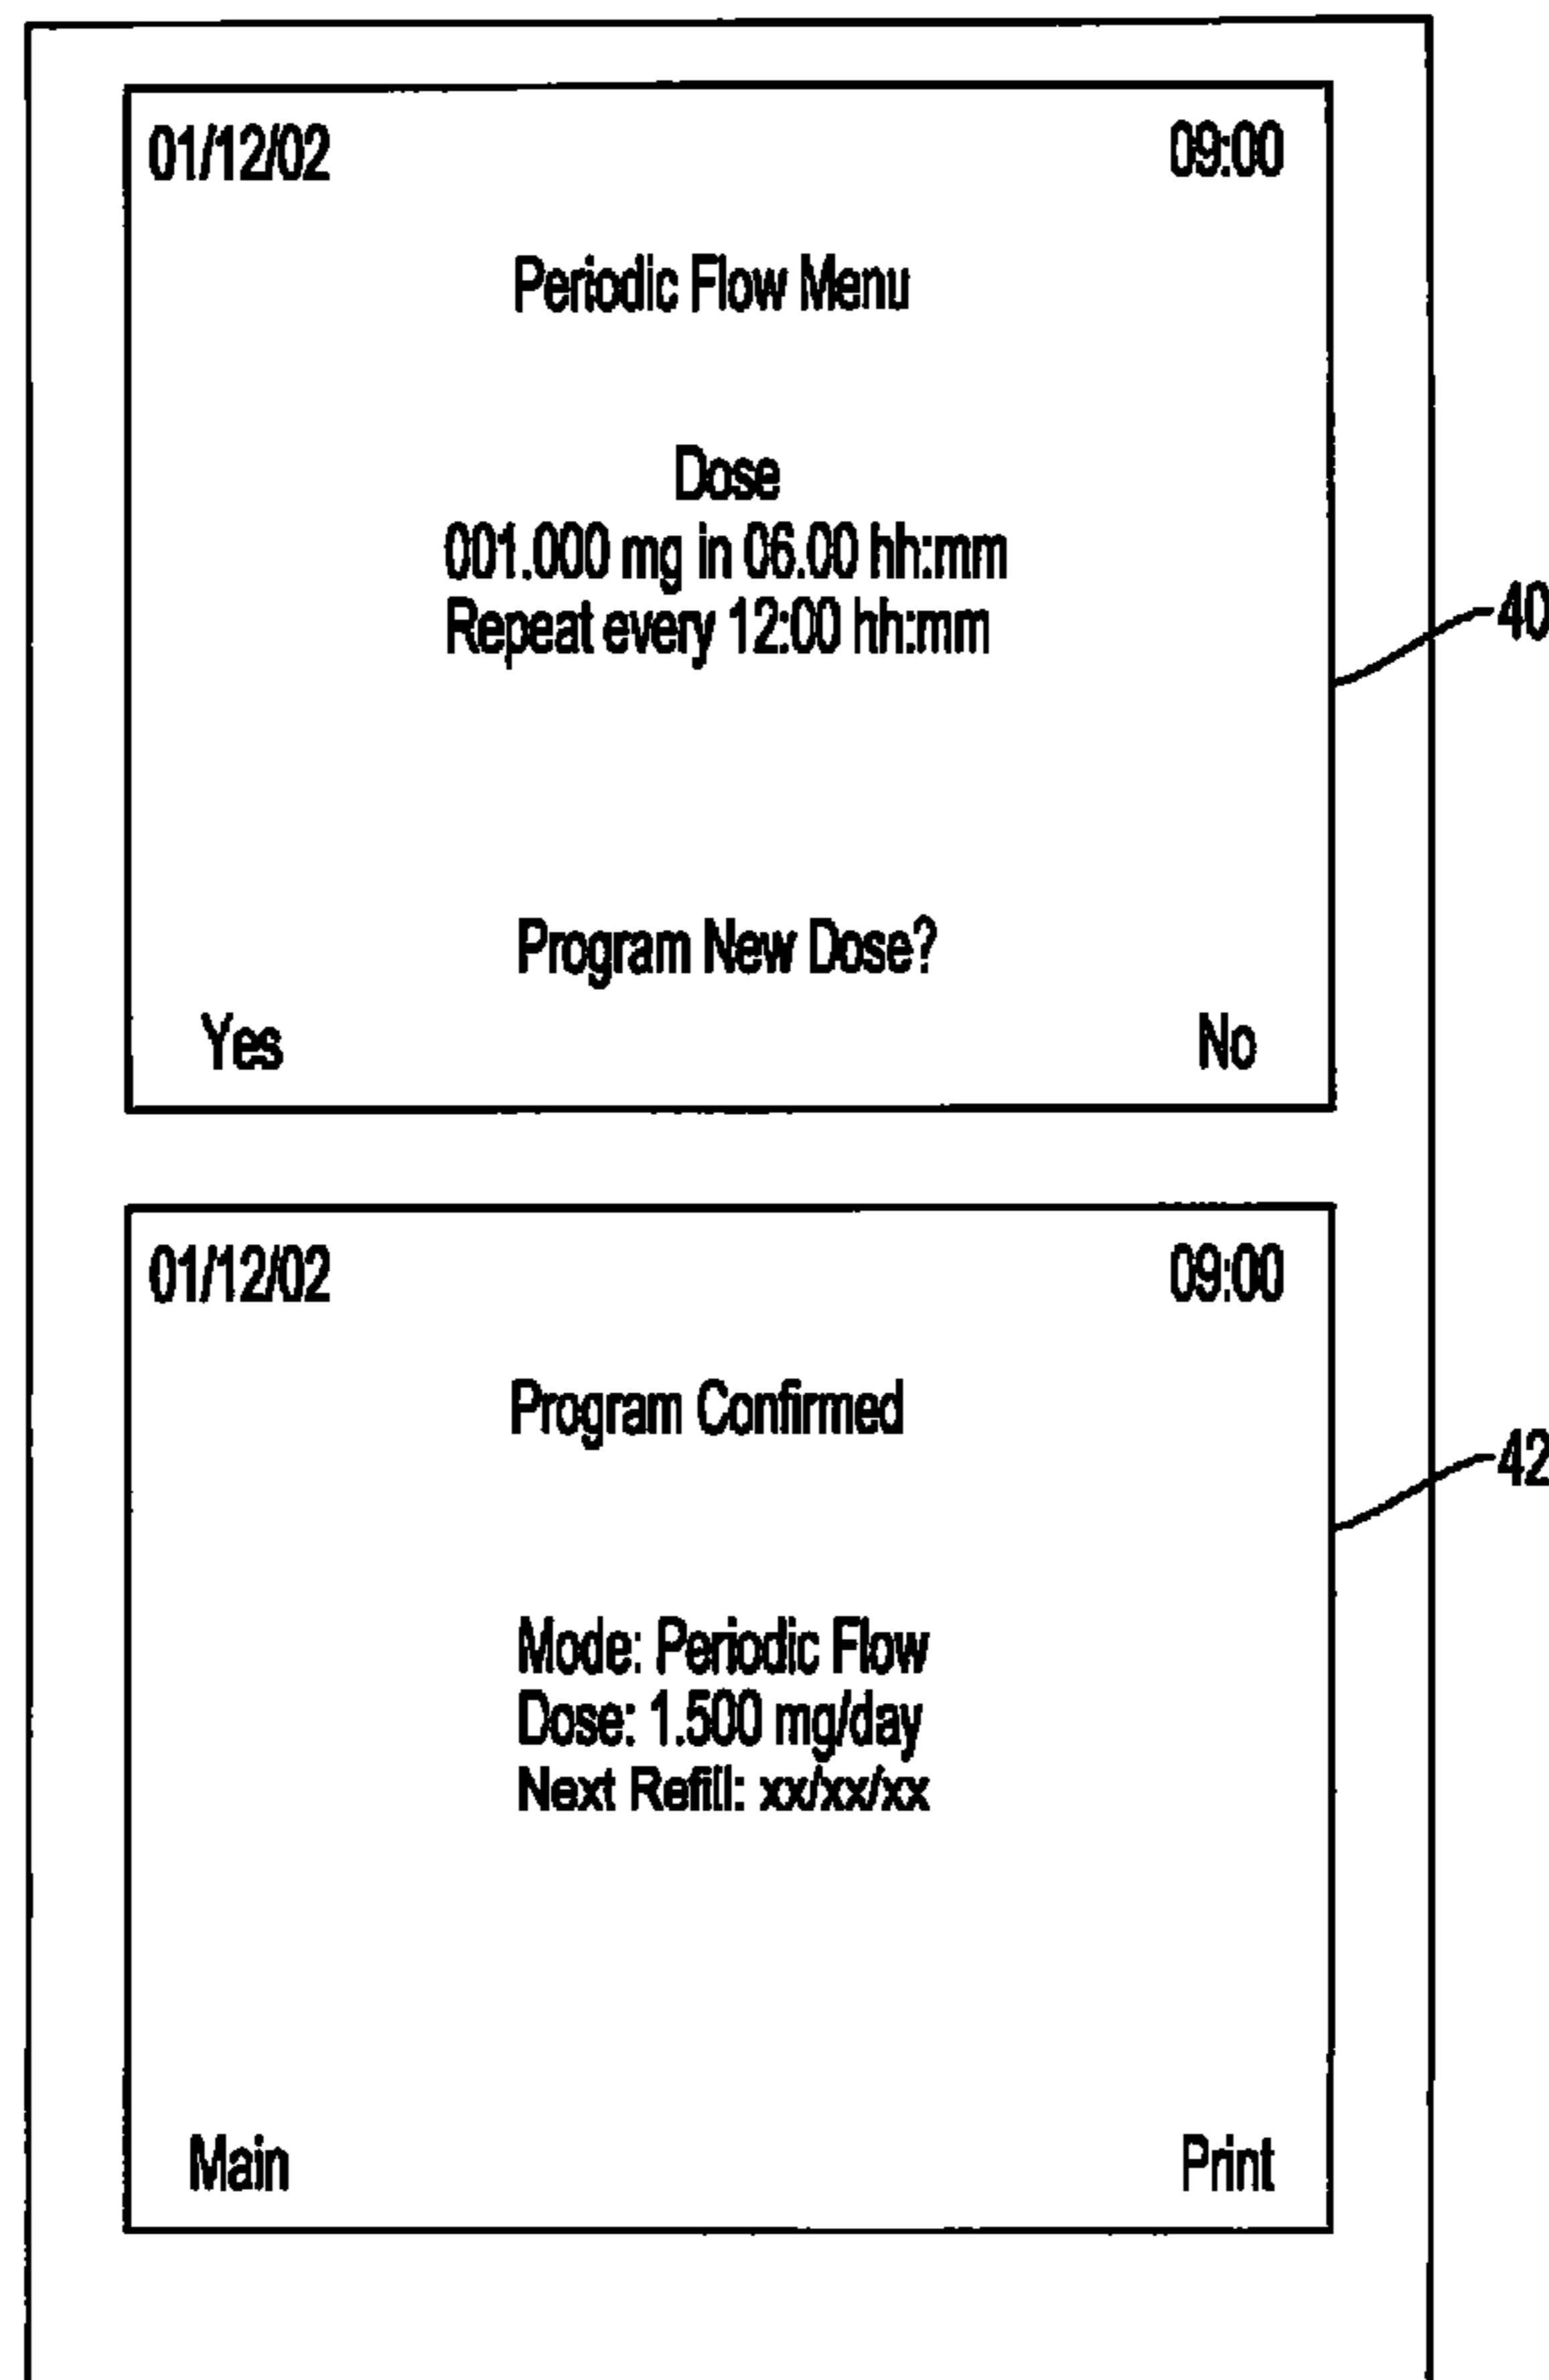 01/12/02 09:00
Periodic Flow Menu
Dose
001.000 mg in 06.00 hh:mm
Repeat every 12:00 hh:mm
40
Program New Dose?
Yes No
01/12/02 09:00
Program Confirmed
42
Mode: Periodic Flow
Dose: 1.500 mg/day
Next Refill: xx/xx/xx
Main Print